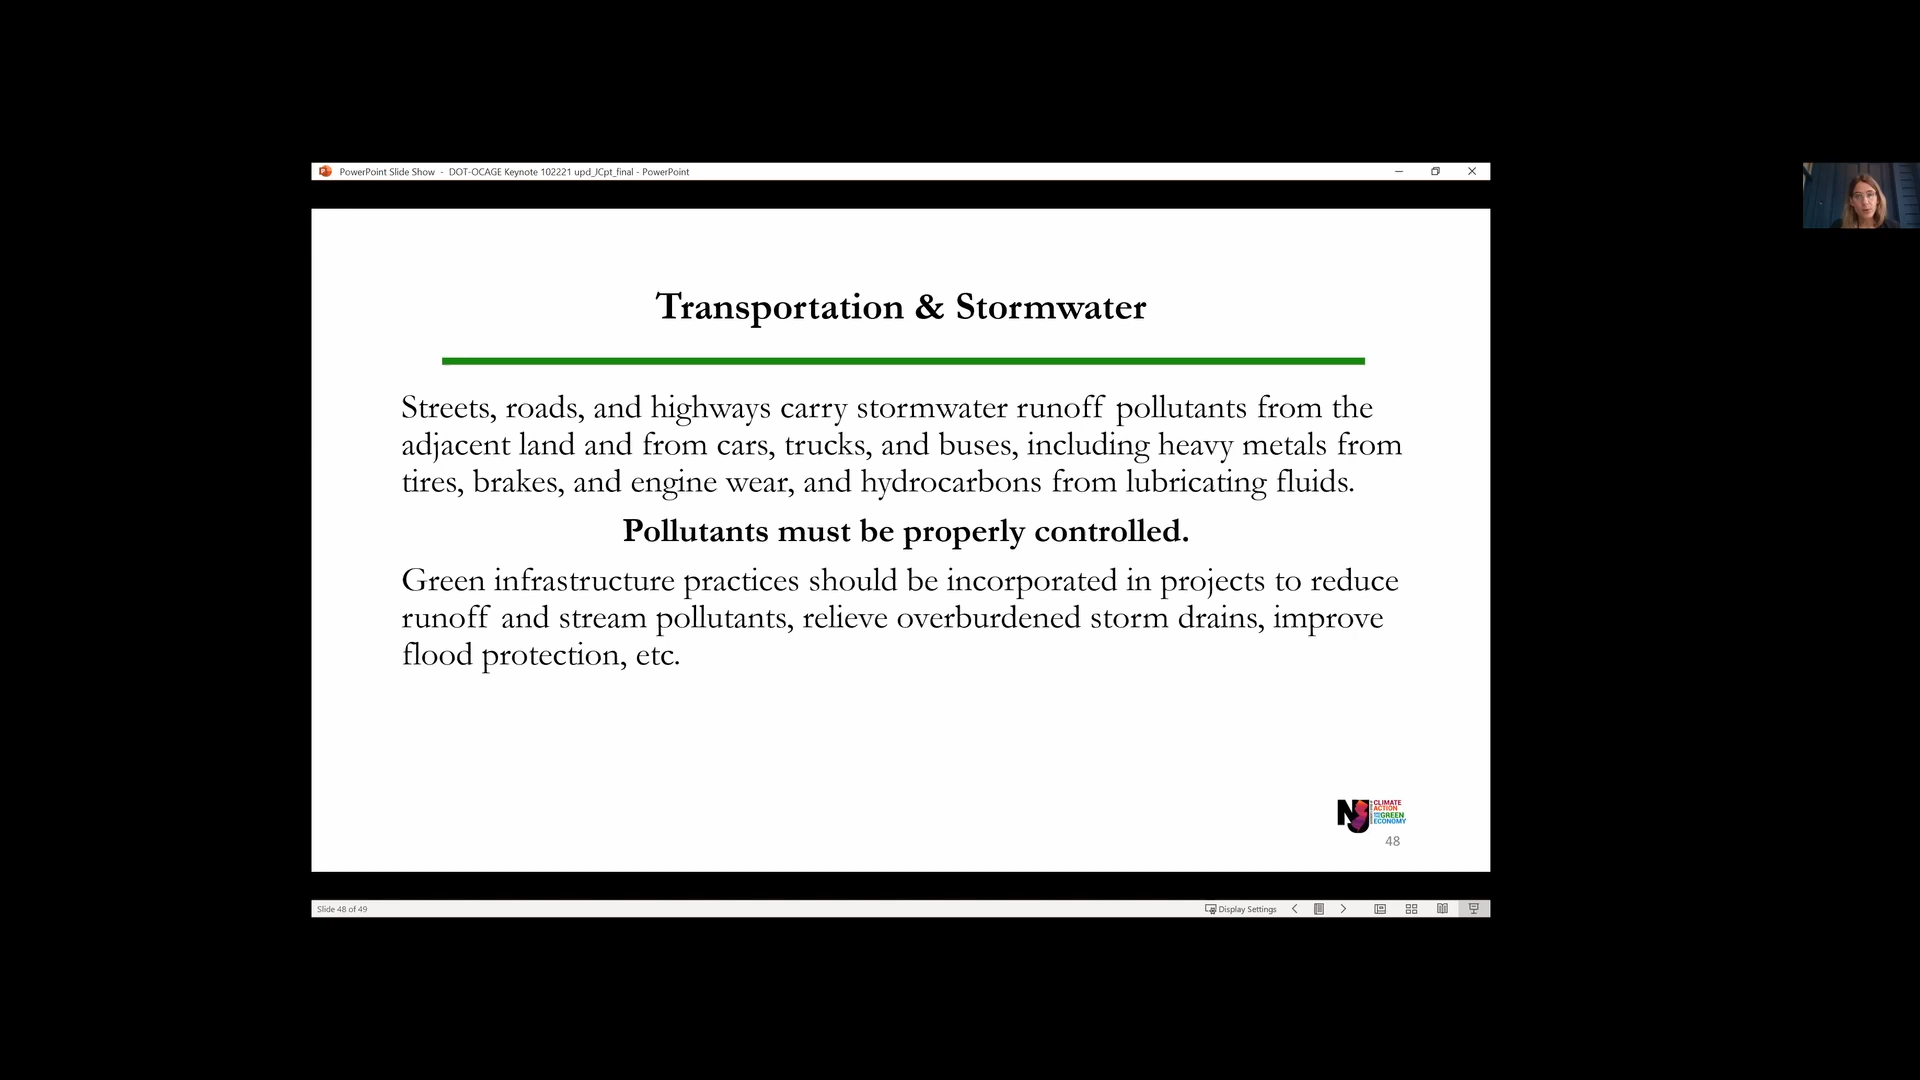 PowerPoint Slide Show - DOT-OCAGE Keynote 102221 upd_JCpt_final - PowerPoint
Transportation & Stormwater
Streets, roads, and highways carry stormwater runoff pollutants from the
adjacent land and from cars, trucks, and buses, including heavy metals from
tires, brakes, and engine wear, and hydrocarbons from lubricating fluids.
Pollutants must be properly controlled.
Green infrastructure practices should be incorporated in projects to reduce
runoff and stream pollutants, relieve overburdened storm drains, improve
flood protection, etc.
NJ
CLIMATE
ACTION
GREEN
ECONOMY
48
Slide 48 of 49
Display Settings